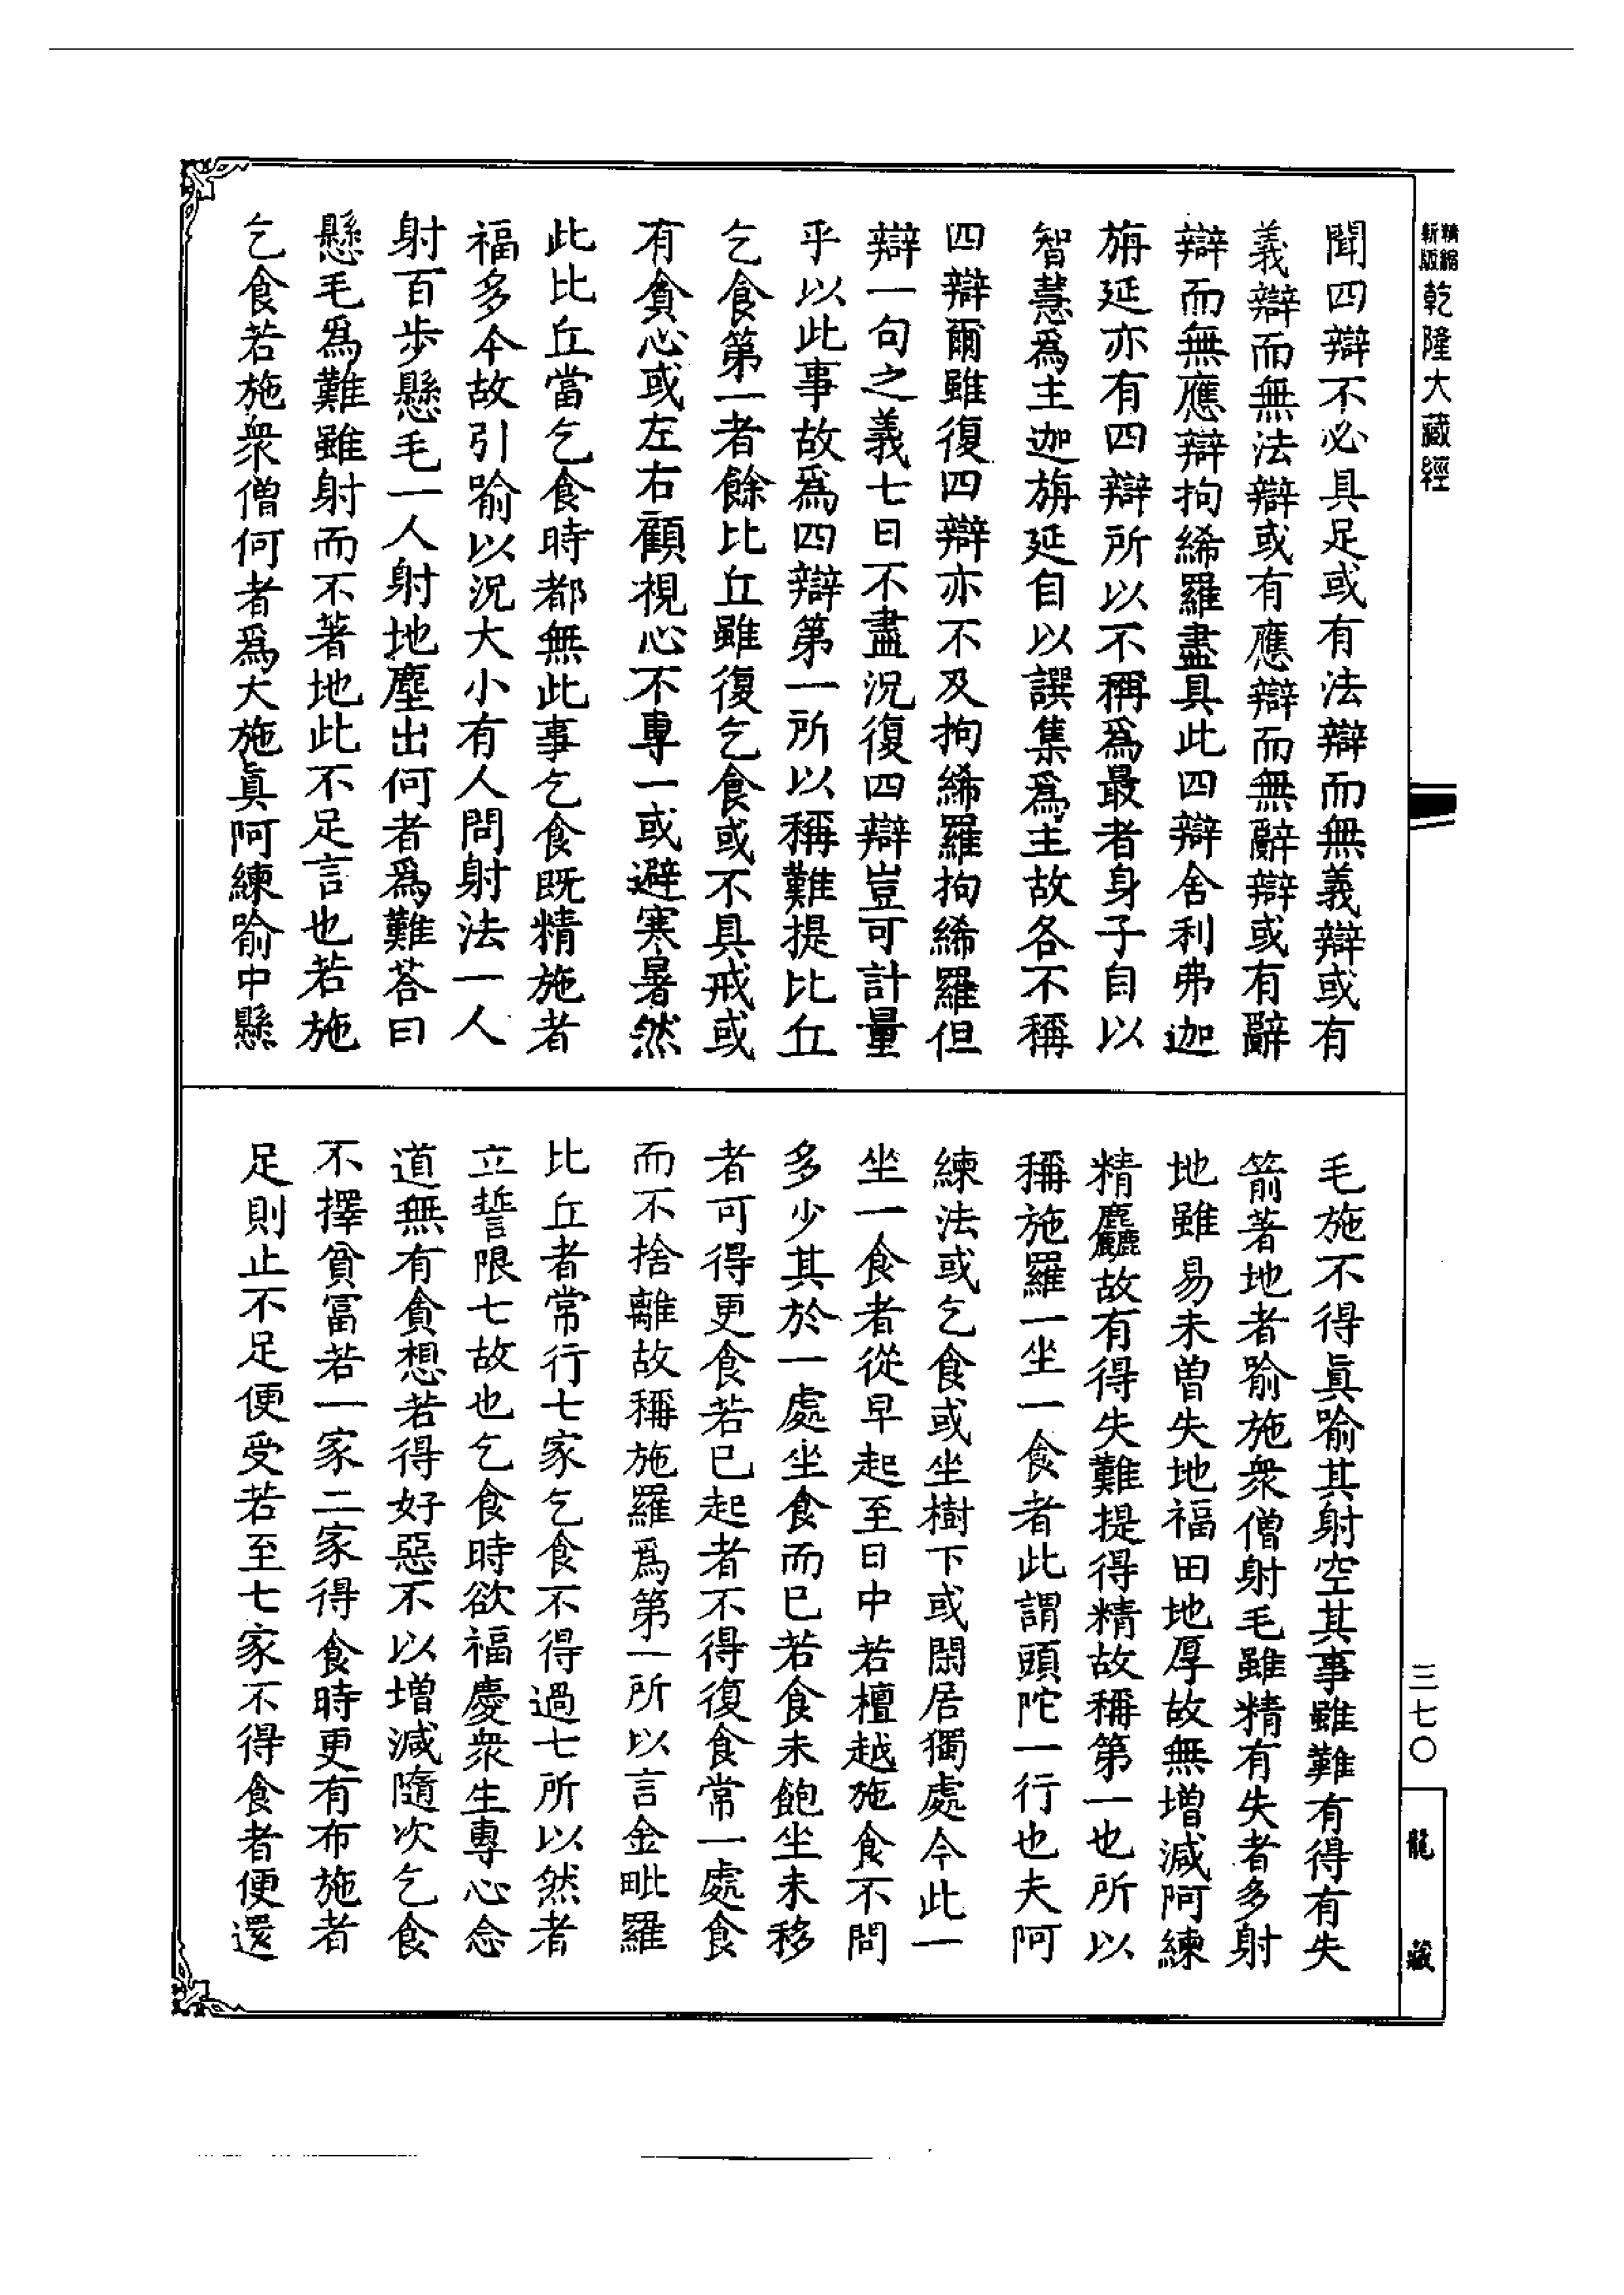 精縮新版乾隆大藏經
聞四辯不必具足或有法辯而無義辯或有
義辯而無法辯或有應辯而無辭辯或有辭
辯而無應辯拘絺羅盡具此四辯舍利弗迦
旃延亦有四辯所以不稱爲最者身子自以
智慧爲主迦旃延自以譔集爲主故各不稱
四辯爾雖復四辯亦不及拘絺羅拘絺羅但
辯一句之義七日不盡況復四辯豈可計量
乎以此事故爲四辯第一所以稱難提比丘
乞食第一者餘比丘雖復乞食或不具戒或
有貪心或左右顧視心不專一或避寒暑然
此比丘當乞食時都無此事乞食既精施者
福多今故引喻以況大小有人問射法一人
射百步懸毛一人射地塵出何者爲難荅曰
懸毛爲難雖射而不著地此不足言也若施
乞食若施衆僧何者爲大施眞阿練喻中懸
毛施不得眞喻其射空其事雖難有得有失
箭著地者喻施衆僧射毛雖精有失者多射
地雖易未曽失地福田地厚故無增減阿練
精麤故有得失難提得精故稱第一也所以
稱施羅一坐一食者此謂頭陀一行也夫阿
練法或乞食或坐樹下或閑居獨處今此一
坐一食者從早起至日中若檀越施食不問
多少其於一處坐食而已若食未飽坐未移
者可得更食若已起者不得復食常一處食
而不捨離故稱施羅爲第一所以言金毗羅
比丘者常行七家乞食不得過七所以然者
立誓限七故也乞食時欲福慶衆生專心念
道無有貪想若得好惡不以增減隨次乞食
不擇貧富若一家二家得食時更有布施者
足則止不足便受若至七家不得食者便還
三七〇
龍藏